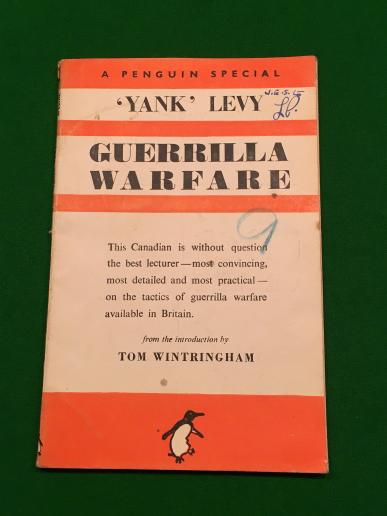 A PENGUIN SPECIAL
‘YANK’ LEVY
GUERRILLA
WARFARE
9
This Canadian is without question
the best lecturer—most convincing,
most detailed and most practical—
on the tactics of guerrilla warfare
available in Britain.
from the introduction by
TOM WINTRINGHAM